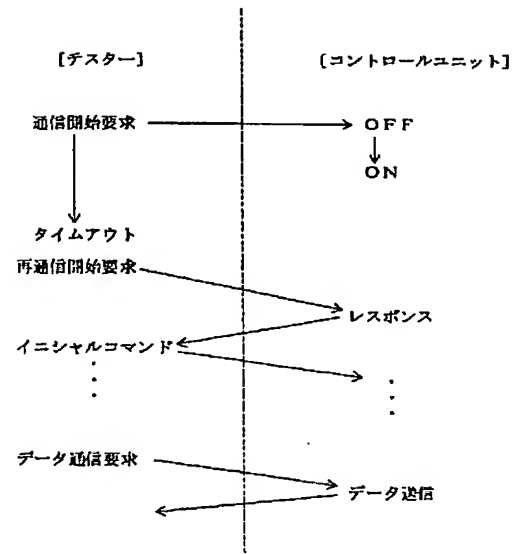 [テスター] [コントロールユニット]
通信開始要求 OFF
ON
タイムアウト
再通信開始要求
レスポンス
イニシャルコマンド
データ通信要求
データ送信